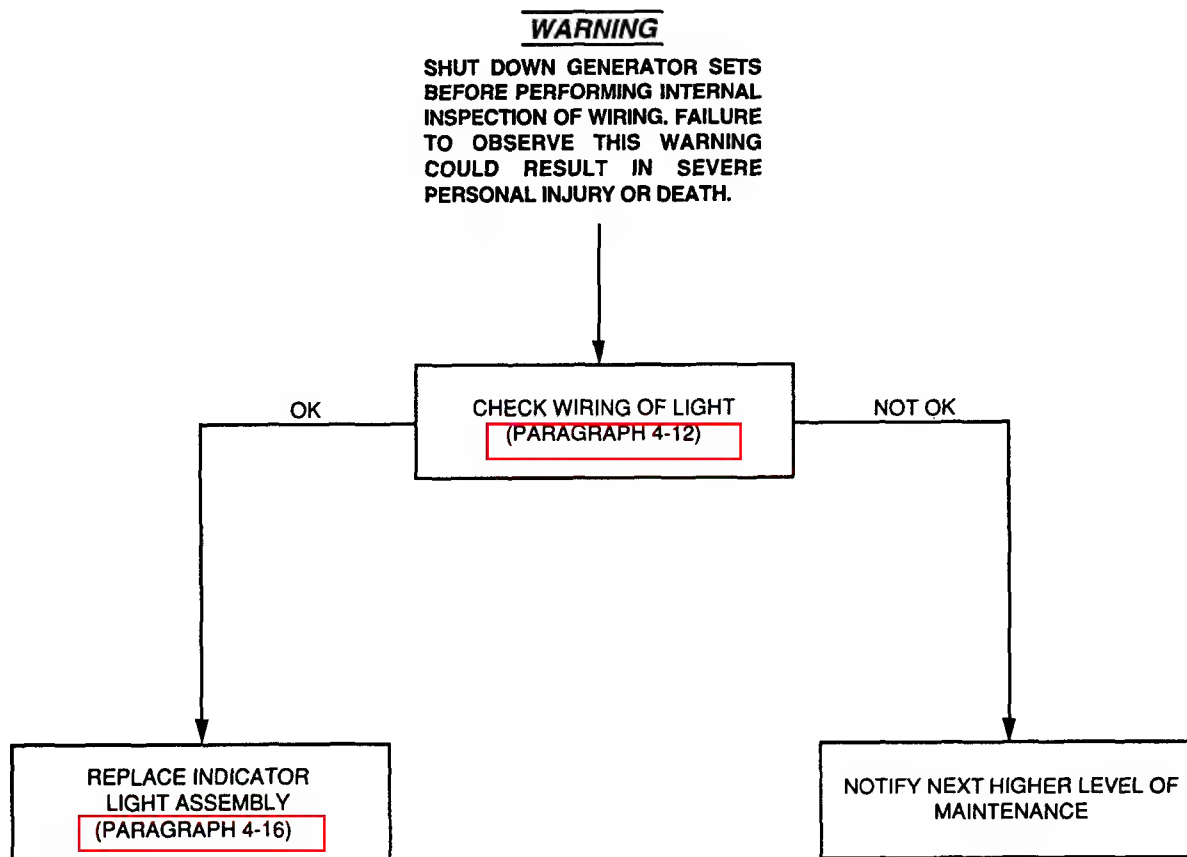 WARNING
SHUT DOWN GENERATOR SETS
BEFORE PERFORMING INTERNAL
INSPECTION OF WIRING. FAILURE
TO OBSERVE THIS WARNING
COULD RESULT IN SEVERE
PERSONAL INJURY OR DEATH.
OK
CHECK WIRING OF LIGHT
(PARAGRAPH 4-12)
NOT OK
REPLACE INDICATOR
LIGHT ASSEMBLY
(PARAGRAPH 4-16)
NOTIFY NEXT HIGHER LEVEL OF
MAINTENANCE